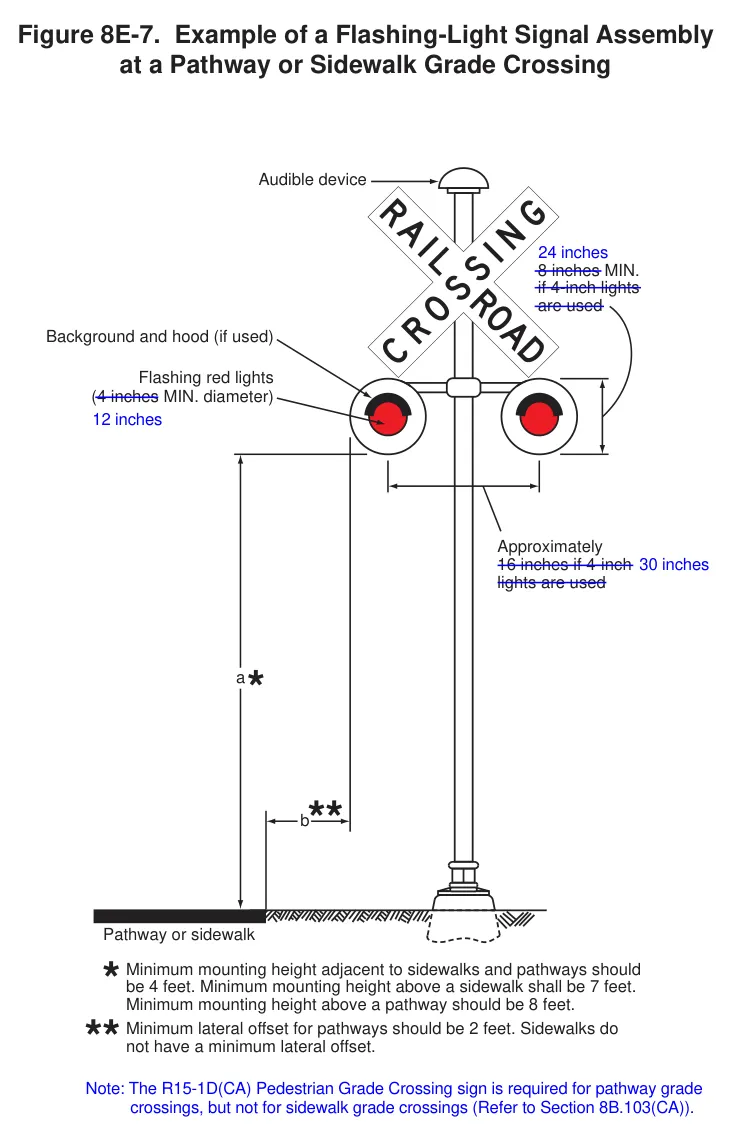 Figure 8E-7.  Example of a Flashing-Light Signal Assembly
at a Pathway or Sidewalk Grade Crossing
Audible device
RAILROAD
CROSSING
24 inches
8 inches MIN.
if 4-inch lights
are used
Background and hood (if used)
Flashing red lights
(4 inches MIN. diameter)
12 inches
Approximately
16 inches if 4-inch 30 inches
lights are used
a*
b**
Pathway or sidewalk
* Minimum mounting height adjacent to sidewalks and pathways should
be 4 feet. Minimum mounting height above a sidewalk shall be 7 feet.
Minimum mounting height above a pathway should be 8 feet.
** Minimum lateral offset for pathways should be 2 feet. Sidewalks do
not have a minimum lateral offset.
Note: The R15-1D(CA) Pedestrian Grade Crossing sign is required for pathway grade
crossings, but not for sidewalk grade crossings (Refer to Section 8B.103(CA)).